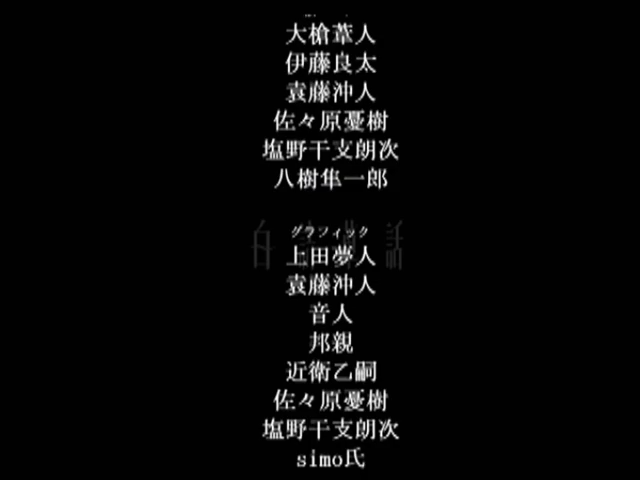 大槍葦人
伊藤良太
袁藤沖人
佐々原憂樹
塩野干支朗次
八樹隼一郎
グラフィック
上田夢人
袁藤沖人
音人
邦親
近衛乙嗣
佐々原憂樹
塩野干支朗次
simo氏